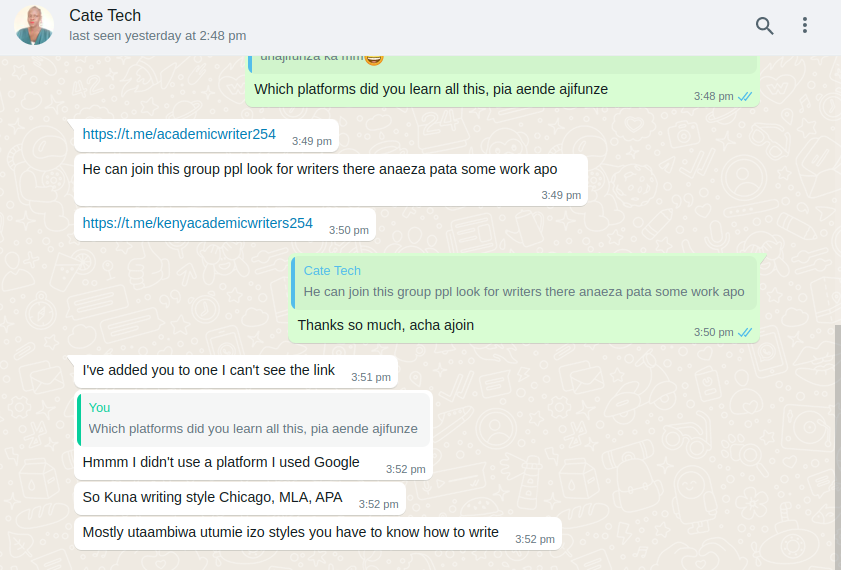 Cate Tech
last seen yesterday at 2:48 pm
unajifunza ka mm😄
Which platforms did you learn all this, pia aende ajifunze
3:48 pm
https://t.me/academicwriter254
3:49 pm
He can join this group ppl look for writers there anaeza pata some work apo
3:49 pm
https://t.me/kenyacademicwriters254
3:50 pm
Cate Tech
He can join this group ppl look for writers there anaeza pata some work apo
Thanks so much, acha ajoin
3:50 pm
I've added you to one I can't see the link
3:51 pm
You
Which platforms did you learn all this, pia aende ajifunze
Hmmm I didn't use a platform I used Google
3:52 pm
So Kuna writing style Chicago, MLA, APA
3:52 pm
Mostly utaambiwa utumie izo styles you have to know how to write
3:52 pm